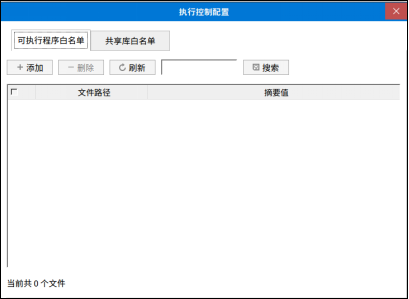 执行控制配置
可执行程序白名单 共享库白名单
添加 删除 刷新 搜索
文件路径 摘要值
当前共 0 个文件